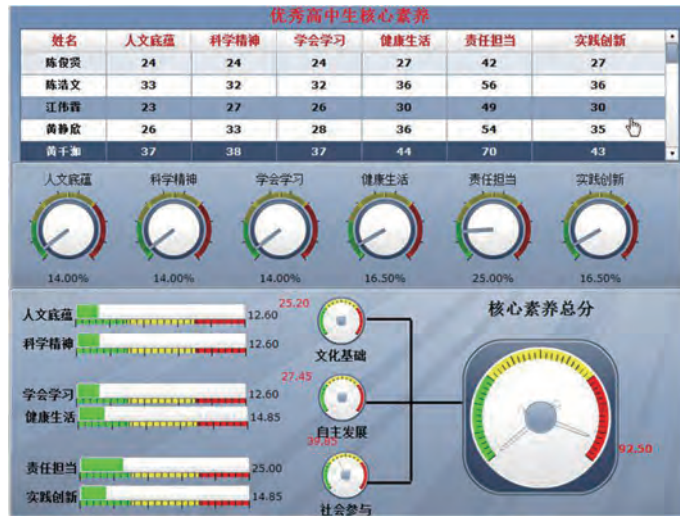 优秀高中生核心素养
姓名 人文底蕴 科学精神 学会学习 健康生活 责任担当 实践创新
陈俊贤 24 24 24 27 42 27
陈浩文 33 32 32 36 56 36
江伟霖 23 27 26 30 49 30
黄静欣 26 33 28 36 54 35
黄千 37 38 37 44 70 43
人文底蕴 科学精神 学会学习 健康生活 责任担当 实践创新
14.00% 14.00% 14.00% 16.50% 25.00% 16.50%
人文底蕴 12.60
科学精神 12.60
学会学习 12.60
健康生活 14.85
责任担当 25.00
实践创新 14.85
25.20
文化基础
27.45
自主发展
39.85
社会参与
核心素养总分
92.50